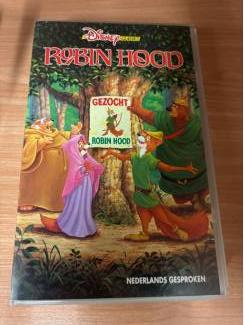 Disney
ROBIN HOOD
GEZOCHT
ROBIN HOOD
NEDERLANDS GESPROKEN